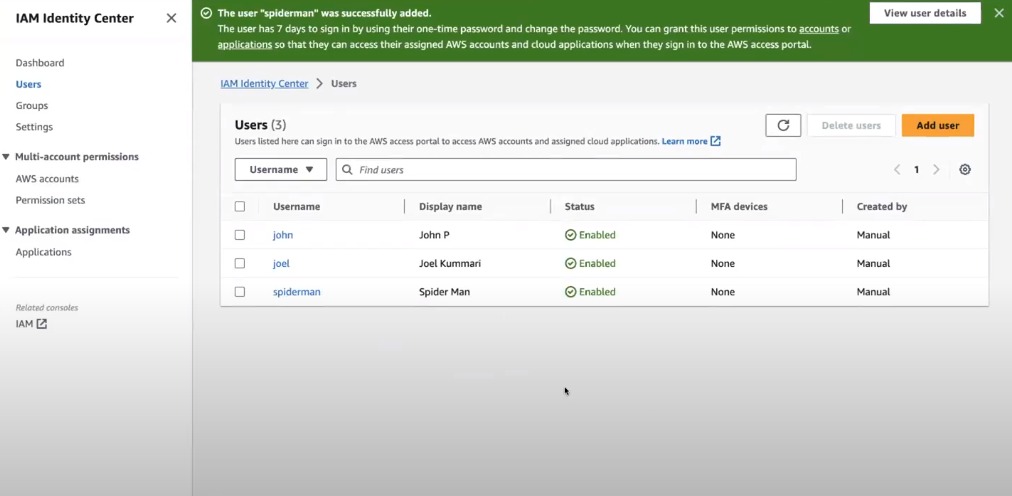 IAM Identity Center
Dashboard
Users
Groups
Settings
Multi-account permissions
AWS accounts
Permission sets
Application assignments
Applications
Related consoles
IAM
The user "spiderman" was successfully added.
The user has 7 days to sign in by using their one-time password and change the password. You can grant this user permissions to accounts or
applications so that they can access their assigned AWS accounts and cloud applications when they sign in to the AWS access portal.
View user details
IAM Identity Center > Users
Users (3)
Users listed here can sign in to the AWS access portal to access AWS accounts and assigned cloud applications. Learn more
Delete users
Add user
Username
Find users
1
Username Display name Status MFA devices Created by
john John P Enabled None Manual
joel Joel Kummari Enabled None Manual
spiderman Spider Man Enabled None Manual